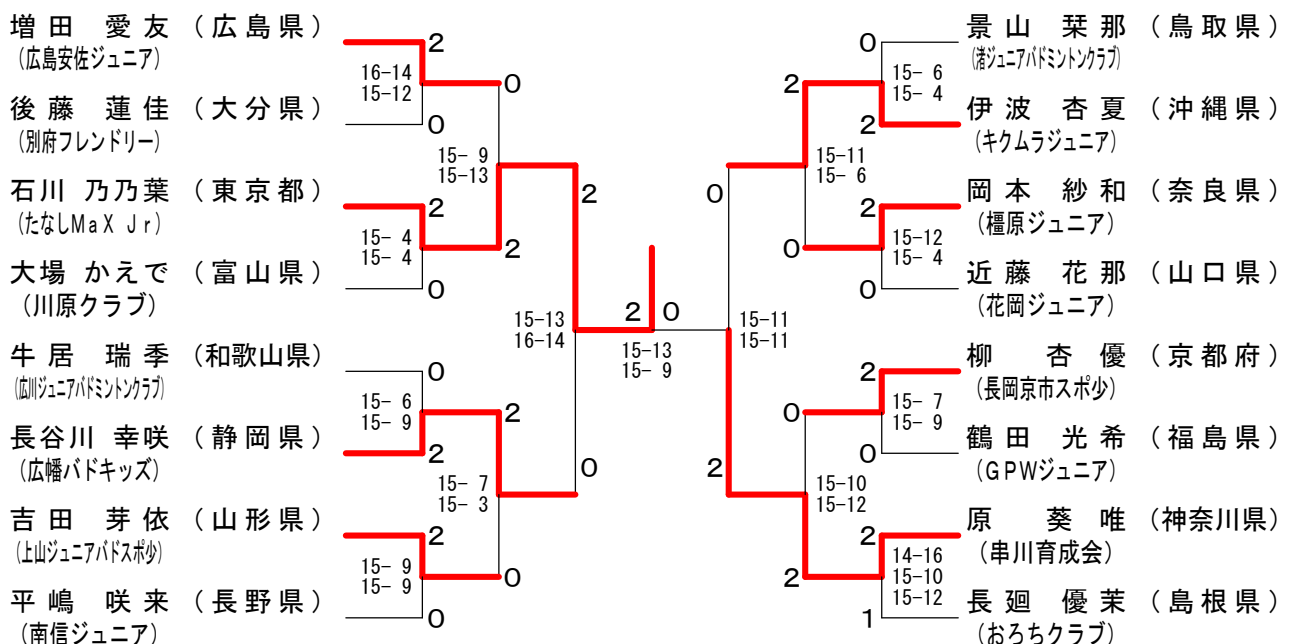 増田 愛友 (広島県)
(広島安佐ジュニア)
後藤 蓮佳 (大分県)
(別府フレンドリー)
石川 乃乃葉 (東京都)
(たなしMaX Jr)
大場 かえで (富山県)
(川原クラブ)
牛居 瑞季 (和歌山県)
(広川ジュニアバドミントンクラブ)
長谷川 幸咲 (静岡県)
(広幡バドキッズ)
吉田 芽依 (山形県)
(上山ジュニアバドスポ少)
平嶋 咲来 (長野県)
(南信ジュニア)
2
16-14
15-12
0
0
15- 9
15-13
2
15- 4
15- 4
0
2
2
15-13
16-14
0
15- 6
15- 9
2
2
15- 7
15- 3
0
2
15- 9
15- 9
0
0
2 0
15-13
15- 9
0
15-11
15-11
2
2
15-11
15- 6
0
0
15-10
15-12
2
0
15- 6
15- 4
2
2
15-12
15- 4
0
2
15- 7
15- 9
0
2
14-16
15-10
15-12
1
景山 栞那 (鳥取県)
(渚ジュニアバドミントンクラブ)
伊波 杏夏 (沖縄県)
(キクムラジュニア)
岡本 紗和 (奈良県)
(橿原ジュニア)
近藤 花那 (山口県)
(花岡ジュニア)
柳 杏優 (京都府)
(長岡京市スポ少)
鶴田 光希 (福島県)
(GPWジュニア)
原 葵唯 (神奈川県)
(串川育成会)
長廻 優茉 (島根県)
(おろちクラブ)